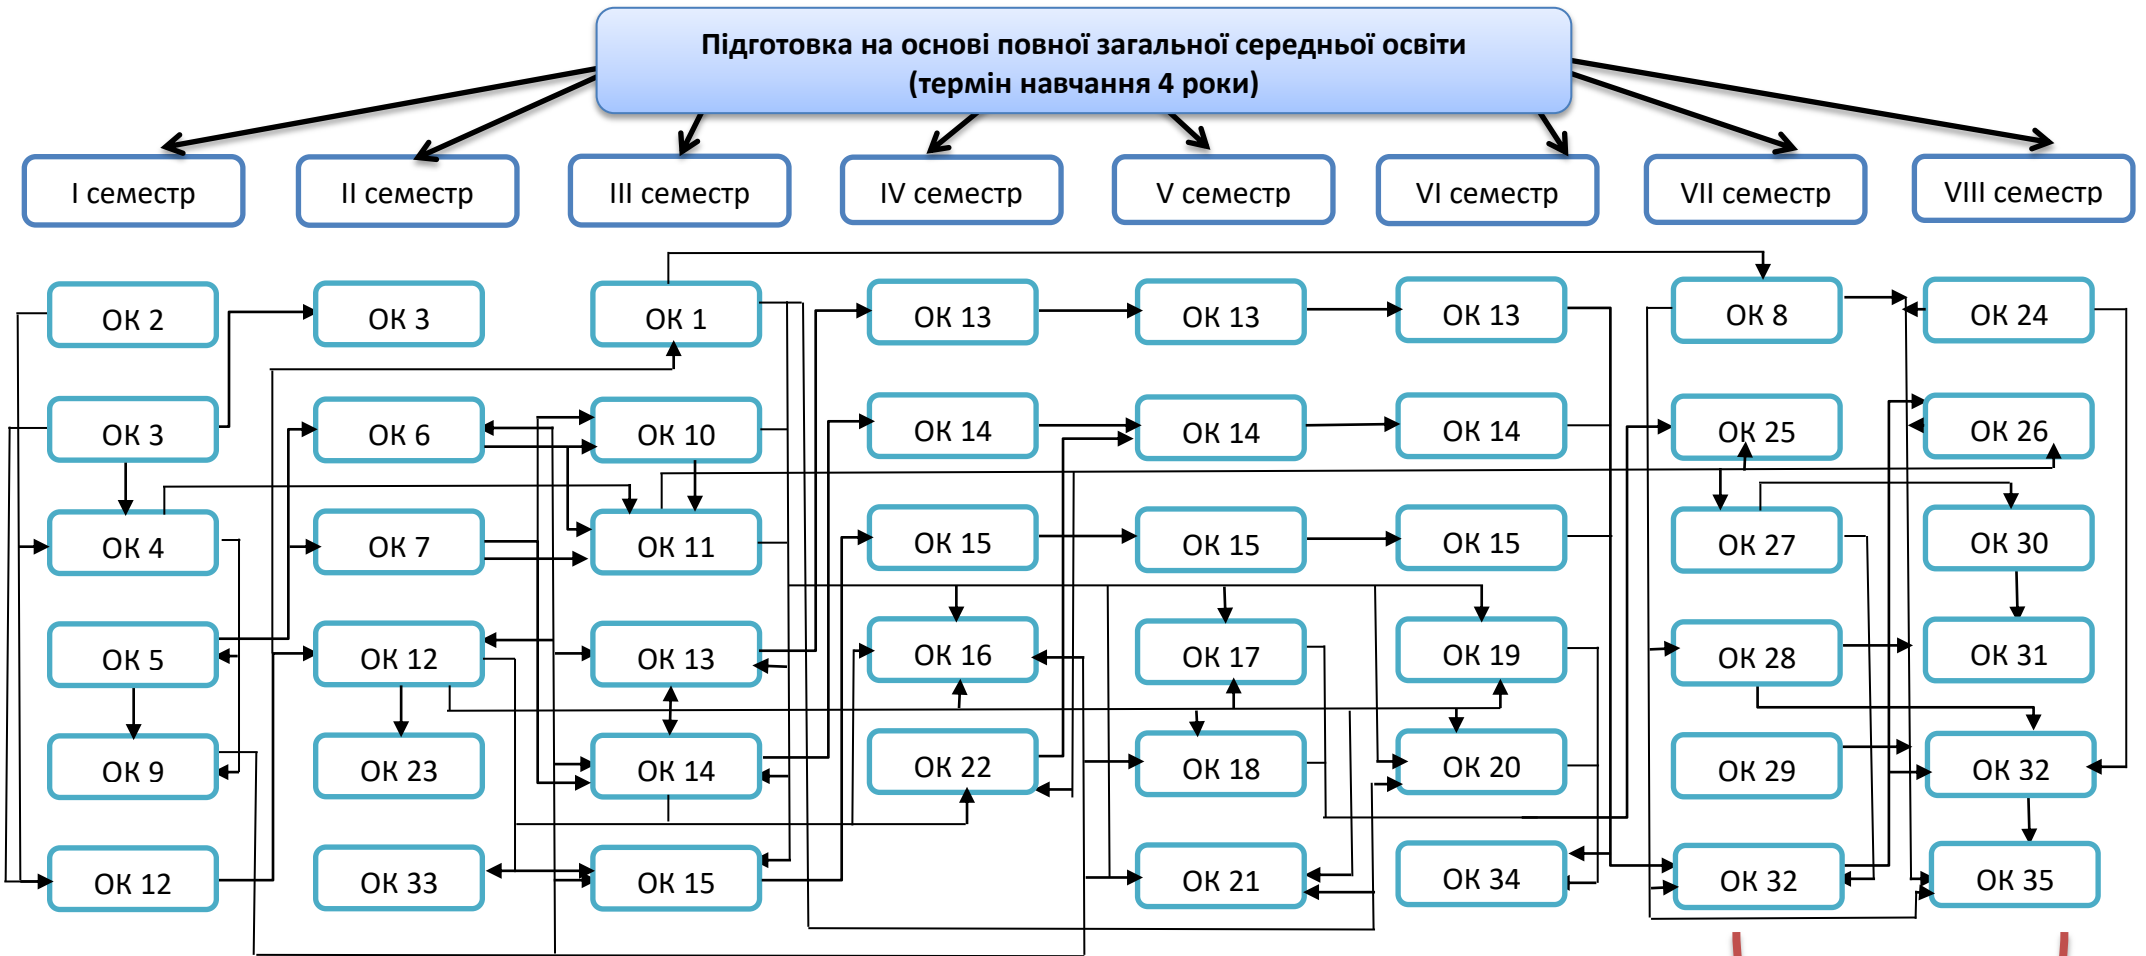 Підготовка на основі повної загальної середньої освіти
(термін навчання 4 роки)
І семестр
ІІ семестр
ІІІ семестр
IV семестр
V семестр
VI семестр
VII семестр
VIII семестр
ОК 2
ОК 3
ОК 1
ОК 13
ОК 13
ОК 13
ОК 8
ОК 24
ОК 3
ОК 6
ОК 10
ОК 14
ОК 14
ОК 14
ОК 25
ОК 26
ОК 4
ОК 7
ОК 11
ОК 15
ОК 15
ОК 15
ОК 27
ОК 30
ОК 5
ОК 12
ОК 13
ОК 16
ОК 17
ОК 19
ОК 28
ОК 31
ОК 9
ОК 23
ОК 14
ОК 22
ОК 18
ОК 20
ОК 29
ОК 32
ОК 12
ОК 33
ОК 15
ОК 21
ОК 34
ОК 32
ОК 35